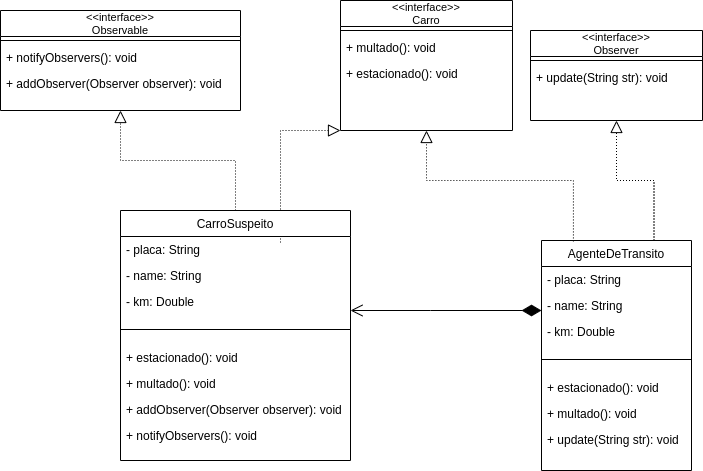 <<interface>>
Observable
+ notifyObservers(): void
+ addObserver(Observer observer): void
<<interface>>
Carro
+ multado(): void
+ estacionado(): void
<<interface>>
Observer
+ update(String str): void
CarroSuspeito
- placa: String
- name: String
- km: Double
+ estacionado(): void
+ multado(): void
+ addObserver(Observer observer): void
+ notifyObservers(): void
AgenteDeTransito
- placa: String
- name: String
- km: Double
+ estacionado(): void
+ multado(): void
+ update(String str): void